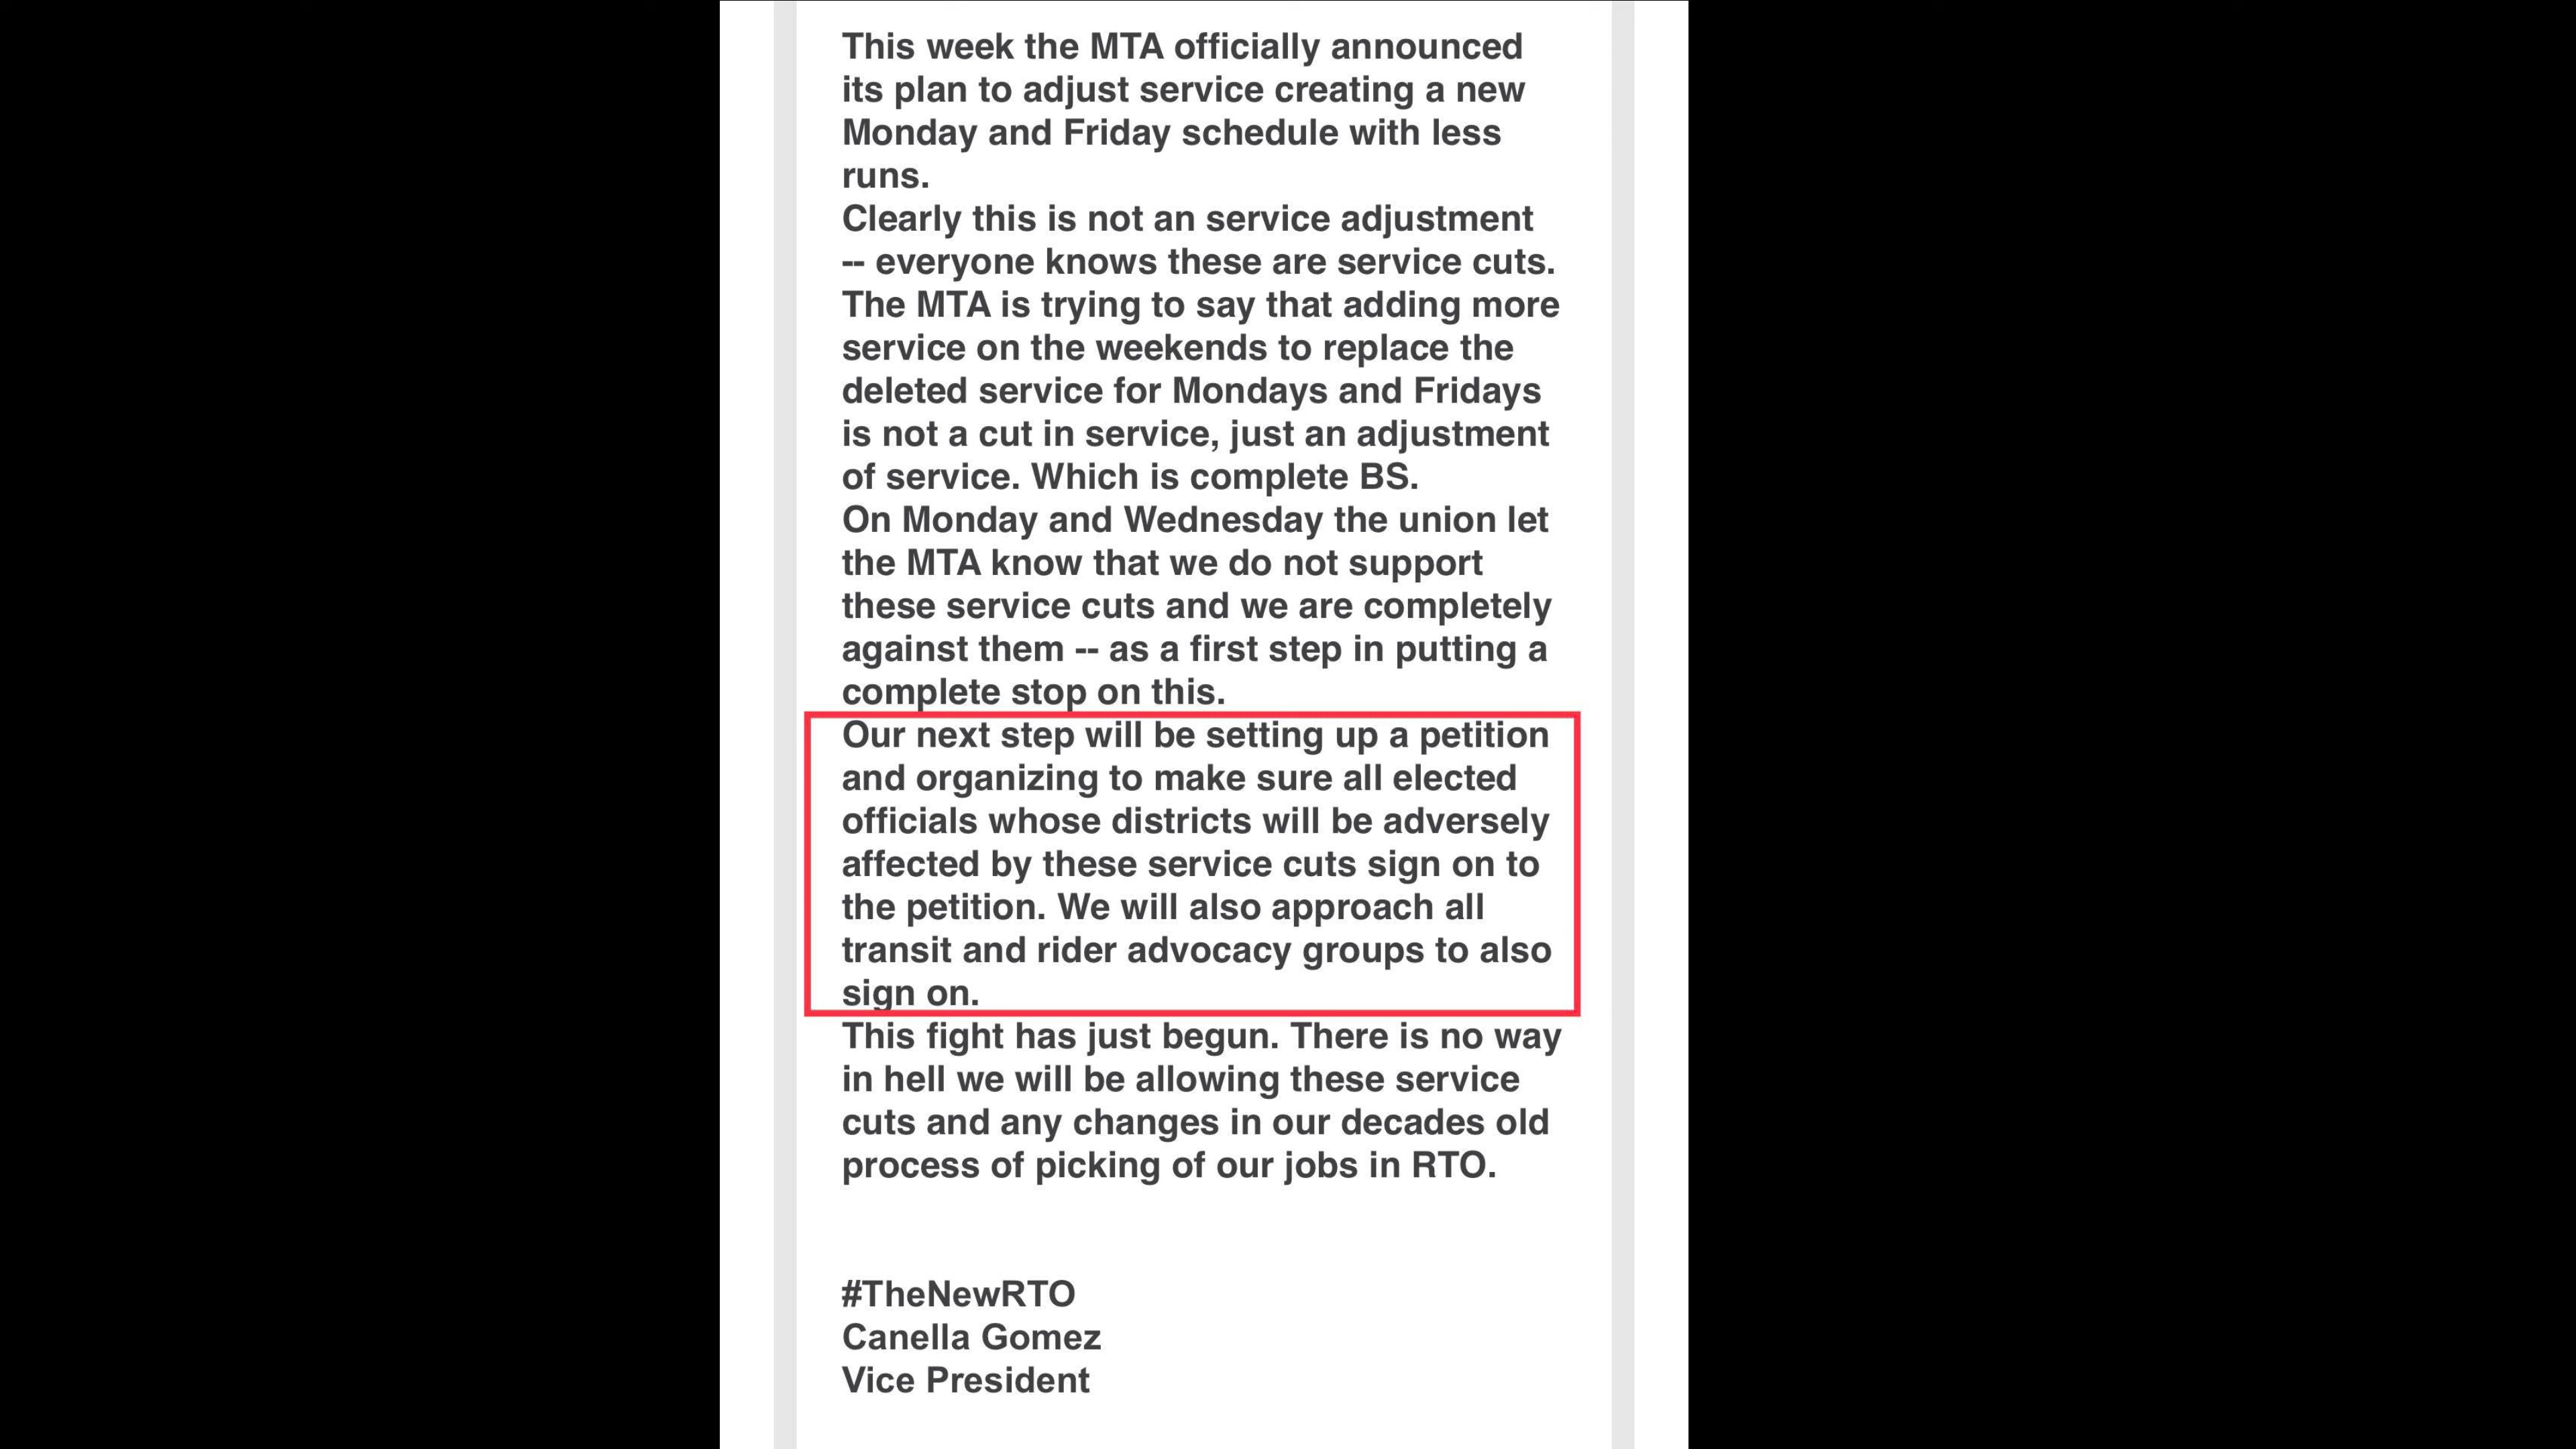 This week the MTA officially announced
its plan to adjust service creating a new
Monday and Friday schedule with less
runs.
Clearly this is not an service adjustment
-- everyone knows these are service cuts.
The MTA is trying to say that adding more
service on the weekends to replace the
deleted service for Mondays and Fridays
is not a cut in service, just an adjustment
of service. Which is complete BS.
On Monday and Wednesday the union let
the MTA know that we do not support
these service cuts and we are completely
against them -- as a first step in putting a
complete stop on this.
Our next step will be setting up a petition
and organizing to make sure all elected
officials whose districts will be adversely
affected by these service cuts sign on to
the petition. We will also approach all
transit and rider advocacy groups to also
sign on.
This fight has just begun. There is no way
in hell we will be allowing these service
cuts and any changes in our decades old
process of picking of our jobs in RTO.
#TheNewRTO
Canella Gomez
Vice President